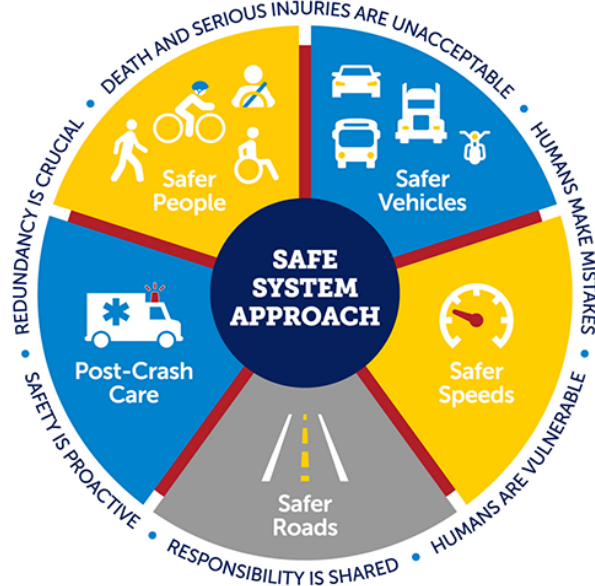 DEATH AND SERIOUS INJURIES ARE UNACCEPTABLE
HUMANS MAKE MISTAKES
HUMANS ARE VULNERABLE
RESPONSIBILITY IS SHARED
SAFETY IS PROACTIVE
REDUNDANCY IS CRUCIAL
Safer
People
Safer
Vehicles
SAFE
SYSTEM
APPROACH
Post-Crash
Care
Safer
Speeds
Safer
Roads